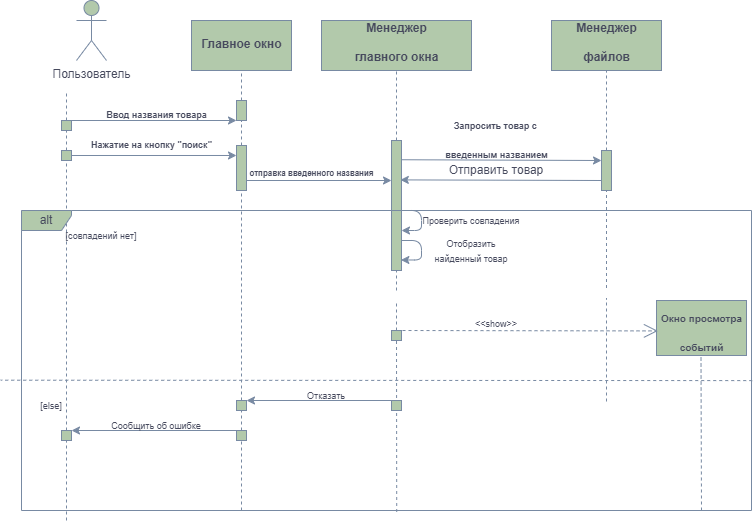 Пользователь
Главное окно
Менеджер
главного окна
Менеджер
файлов
Ввод названия товара
Нажатие на кнопку "поиск"
отправка введенного названия
Запросить товар с
введенным названием
Отправить товар
alt
[совпадений нет]
Проверить совпадения
Отобразить
найденный товар
<<show>>
Окно просмотра
событий
[else]
Отказать
Сообщить об ошибке